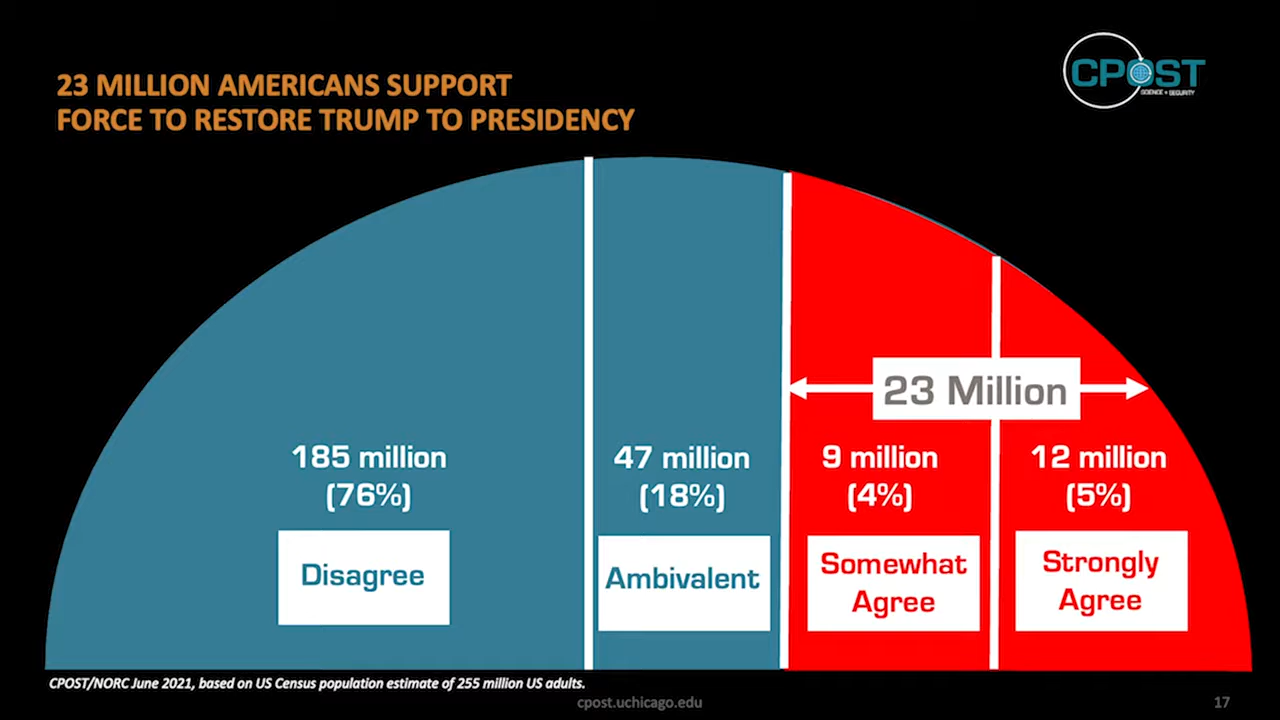 23 MILLION AMERICANS SUPPORT
FORCE TO RESTORE TRUMP TO PRESIDENCY
CPOST
SCIENCE + SECURITY
23 Million
185 million
(76%)
47 million
(18%)
9 million
(4%)
12 million
(5%)
Disagree
Ambivalent
Somewhat
Agree
Strongly
Agree
CPOST/NORC June 2021, based on US Census population estimate of 255 million US adults.
cpost.uchicago.edu
17